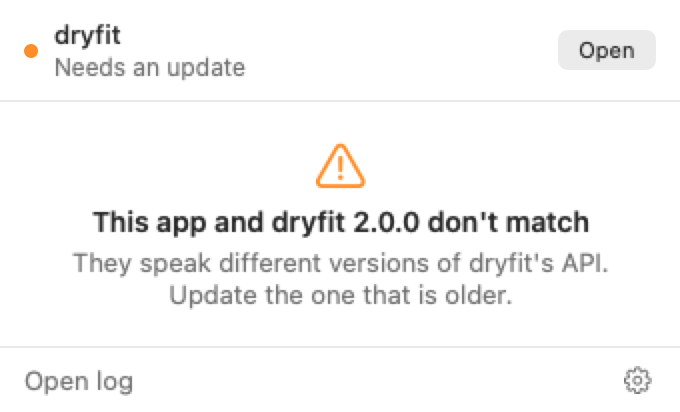 dryfit
Needs an update
Open
This app and dryfit 2.0.0 don't match
They speak different versions of dryfit's API.
Update the one that is older.
Open log